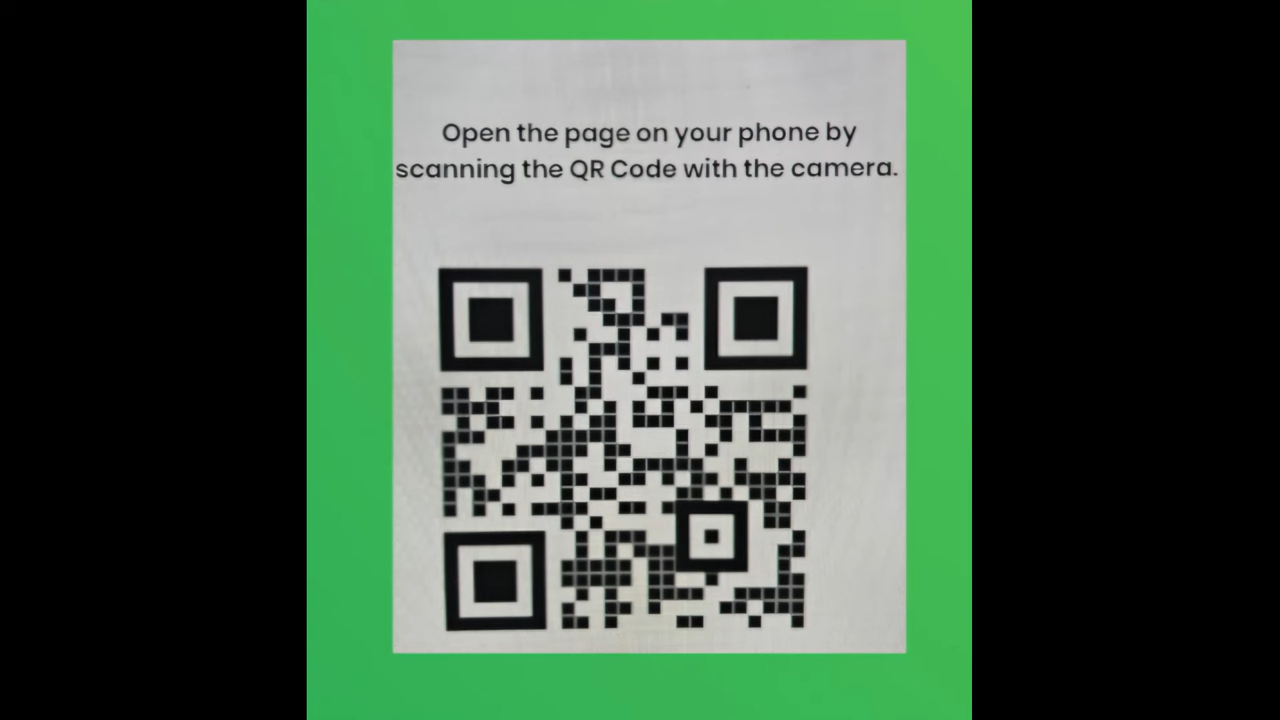 Open the page on your phone by
scanning the QR Code with the camera.